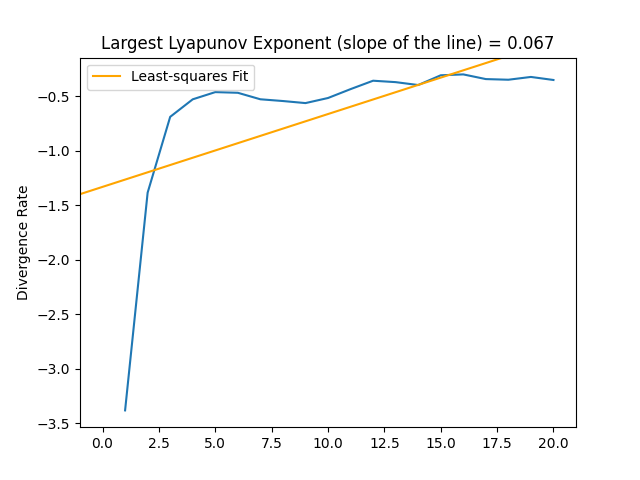 Largest Lyapunov Exponent (slope of the line) = 0.067
Least-squares Fit
Divergence Rate
−0.5
−1.0
−1.5
−2.0
−2.5
−3.0
−3.5
0.0 2.5 5.0 7.5 10.0 12.5 15.0 17.5 20.0